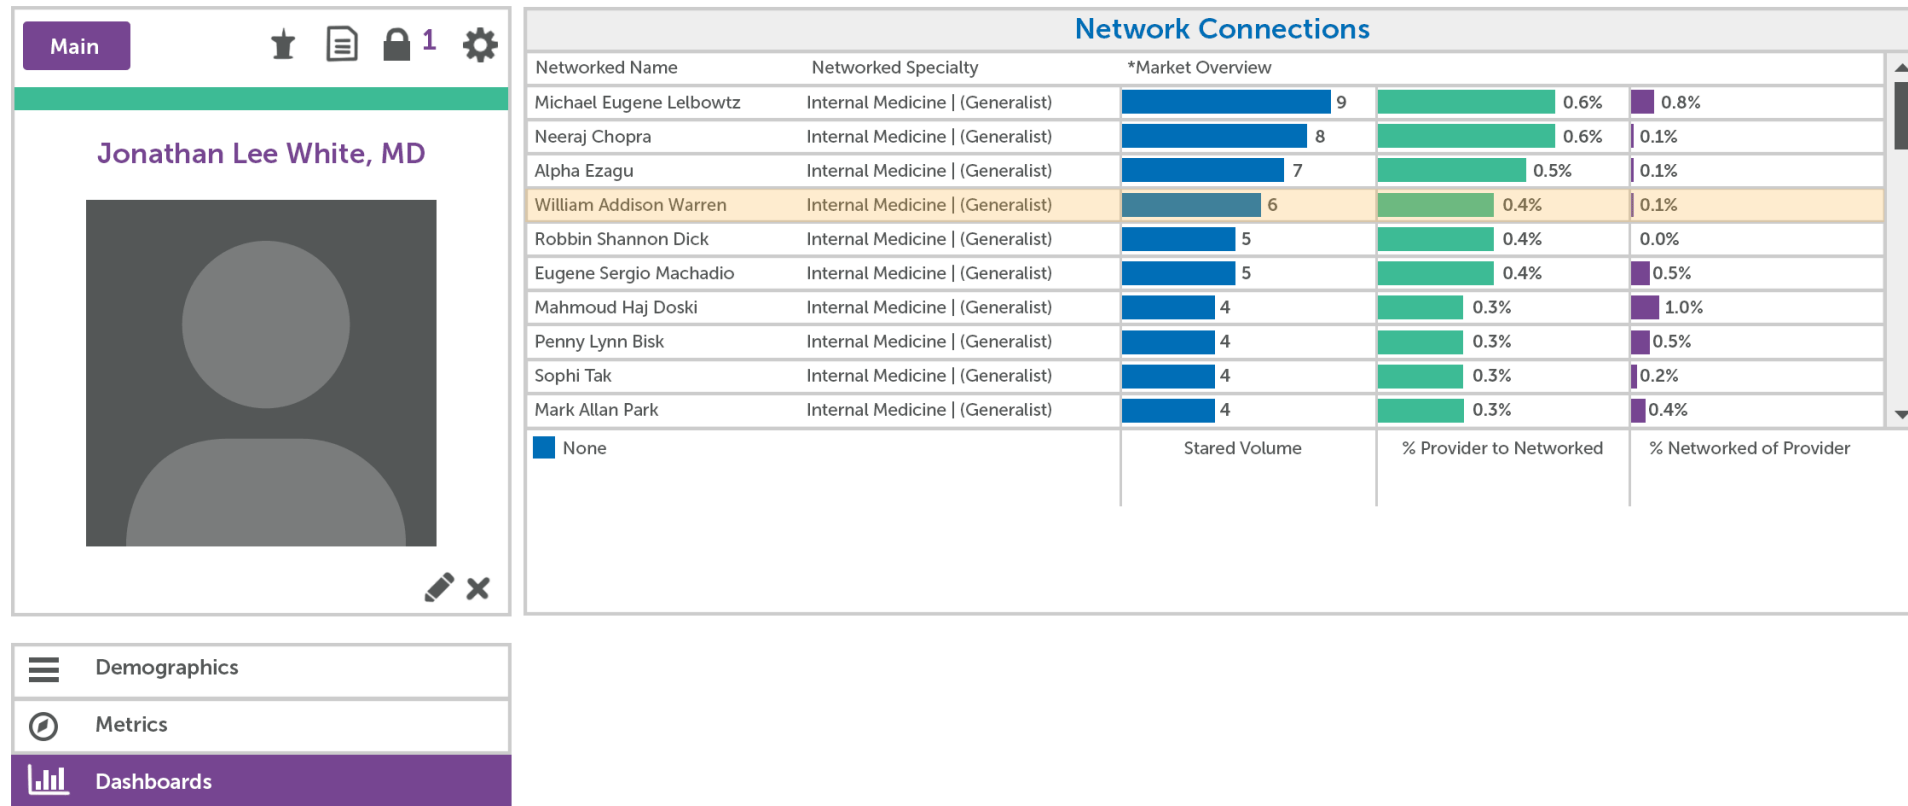 Main
1
Jonathan Lee White, MD
Demographics
Metrics
Dashboards
Network Connections
Networked Name Networked Specialty *Market Overview
Michael Eugene Lelbowtz Internal Medicine | (Generalist) 9 0.6% 0.8%
Neeraj Chopra Internal Medicine | (Generalist) 8 0.6% 0.1%
Alpha Ezagu Internal Medicine | (Generalist) 7 0.5% 0.1%
William Addison Warren Internal Medicine | (Generalist) 6 0.4% 0.1%
Robbin Shannon Dick Internal Medicine | (Generalist) 5 0.4% 0.0%
Eugene Sergio Machadio Internal Medicine | (Generalist) 5 0.4% 0.5%
Mahmoud Haj Doski Internal Medicine | (Generalist) 4 0.3% 1.0%
Penny Lynn Bisk Internal Medicine | (Generalist) 4 0.3% 0.5%
Sophi Tak Internal Medicine | (Generalist) 4 0.3% 0.2%
Mark Allan Park Internal Medicine | (Generalist) 4 0.3% 0.4%
None Stared Volume % Provider to Networked % Networked of Provider